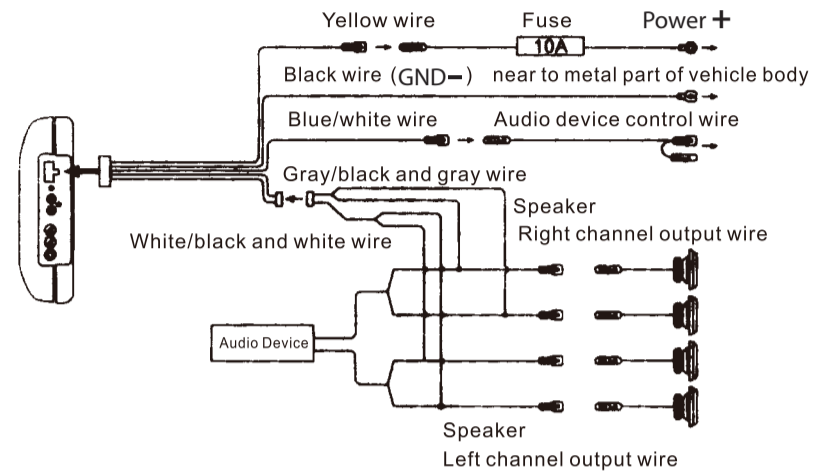 Yellow wire Fuse Power +
10A
Black wire (GND-) near to metal part of vehicle body
Blue/white wire Audio device control wire
Gray/black and gray wire
Speaker
Right channel output wire
White/black and white wire
Audio Device
Speaker
Left channel output wire